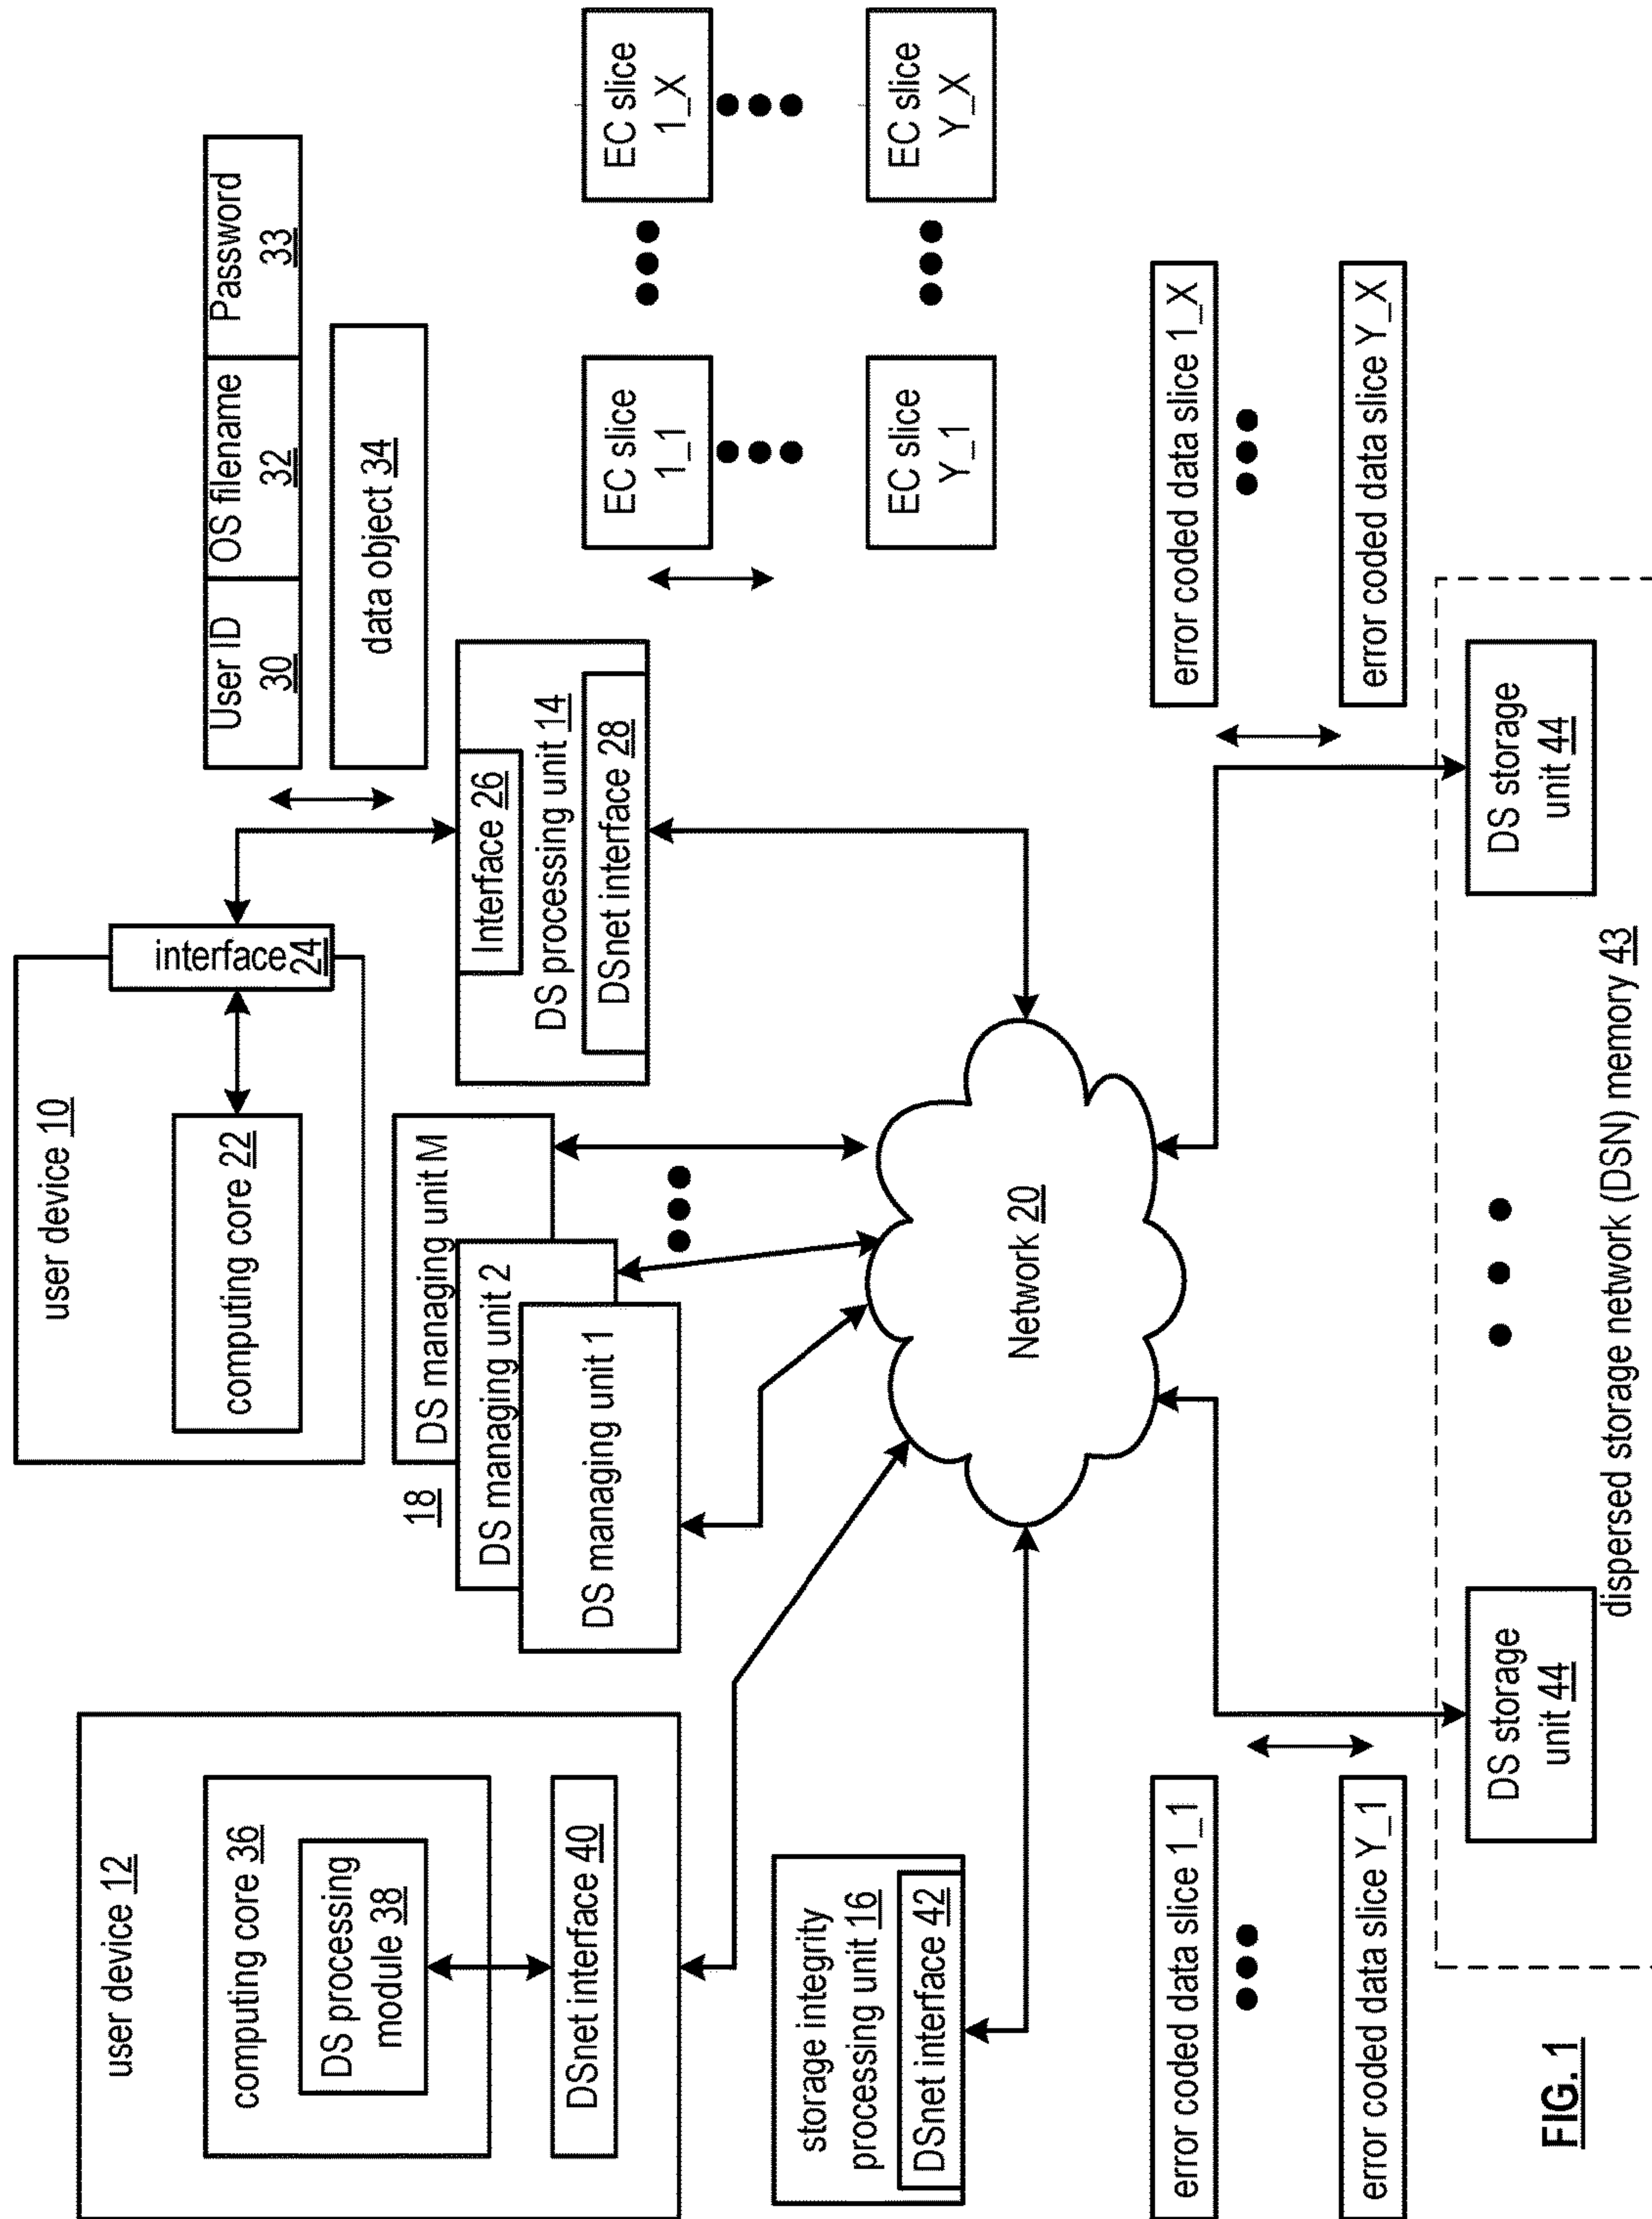 user device 12
computing core 36
DS processing
module 38
DSnet interface 40
user device 10
computing core 22
interface 24
User ID
30
OS filename
32
Password
33
data object 34
18
DS managing unit M
DS managing unit 2
DS managing unit 1
Interface 26
DS processing unit 14
DSnet interface 28
EC slice
1_1
EC slice
1_X
EC slice
Y_1
EC slice
Y_X
storage integrity
processing unit 16
DSnet interface 42
Network 20
error coded data slice 1_1
error coded data slice Y_1
error coded data slice 1_X
error coded data slice Y_X
DS storage
unit 44
DS storage
unit 44
dispersed storage network (DSN) memory 43
FIG. 1